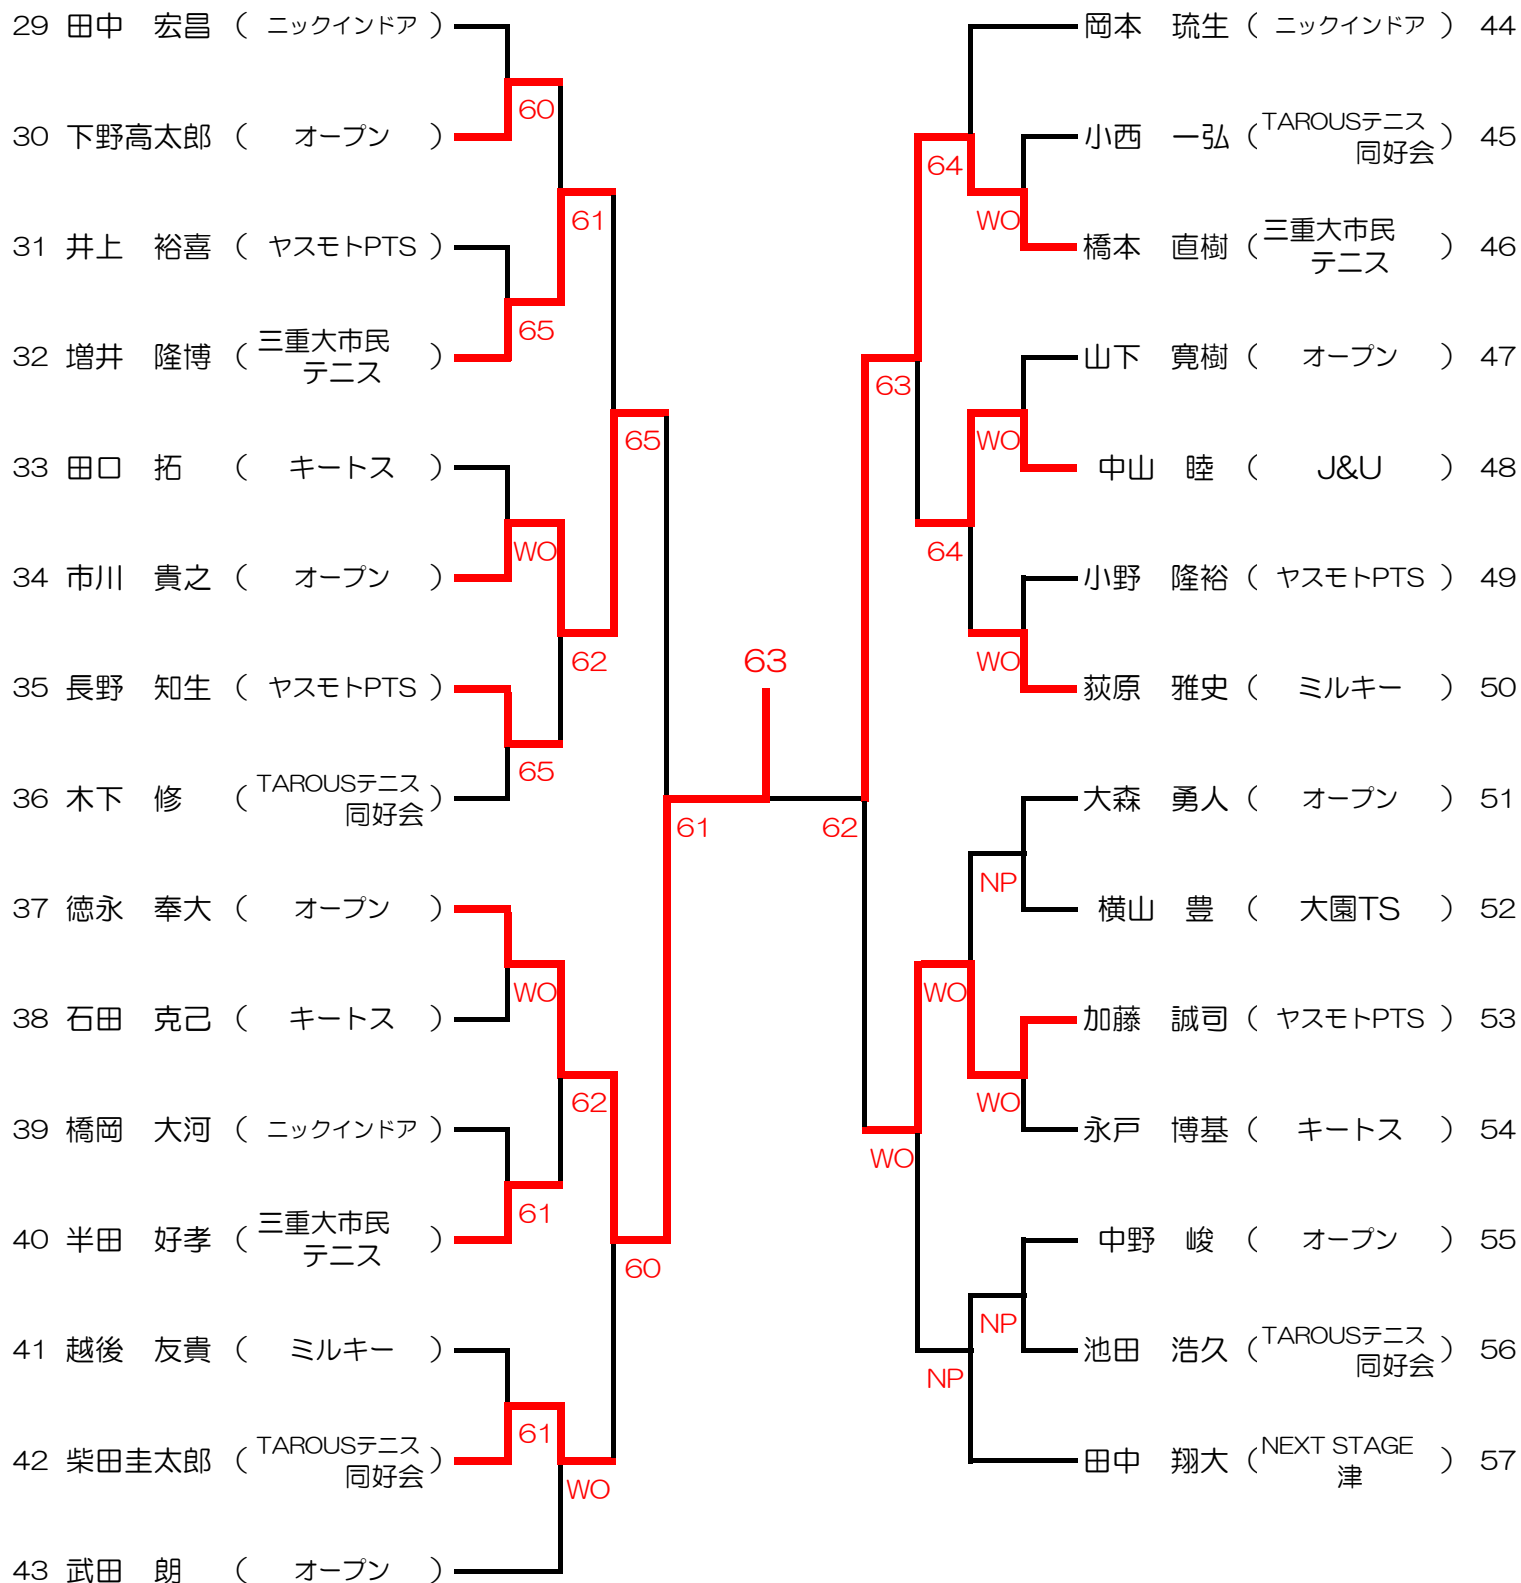 29 田中 宏昌 ( ニックインドア )
60
30 下野高太郎 ( オープン )
61
31 井上 裕喜 ( ヤスモトPTS )
65
32 増井 隆博 ( 三重大市民
テニス )
65
33 田口 拓 ( キートス )
WO
34 市川 貴之 ( オープン )
62
35 長野 知生 ( ヤスモトPTS )
65
36 木下 修 ( TAROUSテニス
同好会 )
61
37 徳永 奉大 ( オープン )
WO
38 石田 克己 ( キートス )
62
39 橋岡 大河 ( ニックインドア )
61
40 半田 好孝 ( 三重大市民
テニス )
60
41 越後 友貴 ( ミルキー )
61
42 柴田圭太郎 ( TAROUSテニス
同好会 )
WO
43 武田 朗 ( オープン )
63
岡本 琉生 ( ニックインドア ) 44
64
小西 一弘 ( TAROUSテニス
同好会 ) 45
WO
橋本 直樹 ( 三重大市民
テニス ) 46
63
山下 寛樹 ( オープン ) 47
WO
中山 睦 ( J&U ) 48
64
小野 隆裕 ( ヤスモトPTS ) 49
WO
荻原 雅史 ( ミルキー ) 50
62
大森 勇人 ( オープン ) 51
NP
横山 豊 ( 大園TS ) 52
WO
加藤 誠司 ( ヤスモトPTS ) 53
WO
永戸 博基 ( キートス ) 54
WO
中野 峻 ( オープン ) 55
NP
池田 浩久 ( TAROUSテニス
同好会 ) 56
NP
田中 翔大 ( NEXT STAGE
津 ) 57